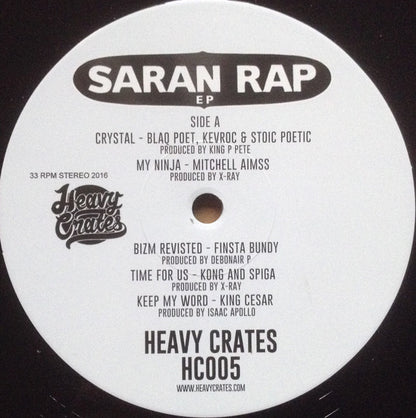 SARAN RAP
EP
SIDE A
CRYSTAL - BLAQ POET, KEVROC & STOIC POETIC
PRODUCED BY KING P PETE
MY NINJA - MITCHELL AIMSS
PRODUCED BY X-RAY
33 RPM STEREO 2016
Heavy
Crates
BIZM REVISTED - FINSTA BUNDY
PRODUCED BY DEBONAIR P
TIME FOR US - KONG AND SPIGA
PRODUCED BY X-RAY
KEEP MY WORD - KING CESAR
PRODUCED BY ISAAC APOLLO
HEAVY CRATES
HC005
WWW.HEAVYCRATES.COM